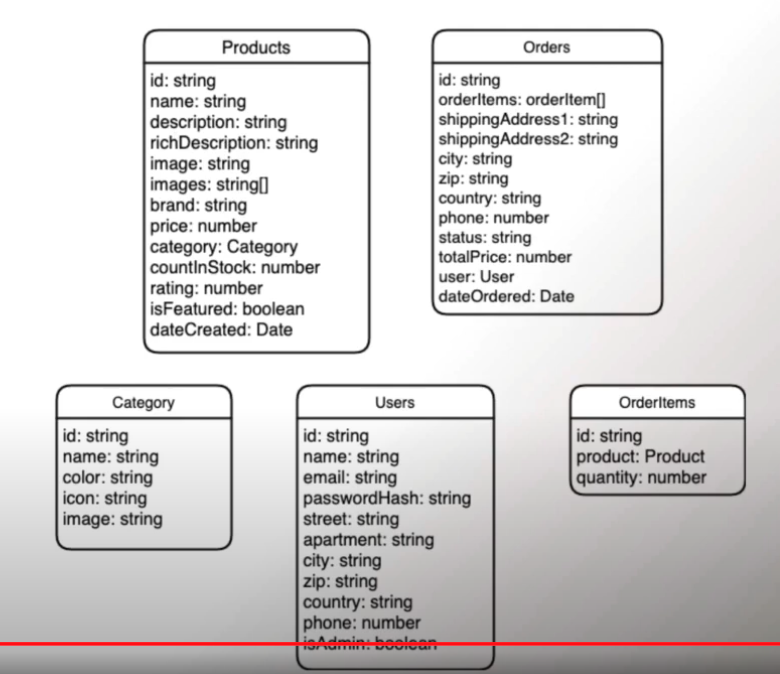 Products
id: string
name: string
description: string
richDescription: string
image: string
images: string[]
brand: string
price: number
category: Category
countInStock: number
rating: number
isFeatured: boolean
dateCreated: Date
Orders
id: string
orderItems: orderItem[]
shippingAddress1: string
shippingAddress2: string
city: string
zip: string
country: string
phone: number
status: string
totalPrice: number
user: User
dateOrdered: Date
Category
id: string
name: string
color: string
icon: string
image: string
Users
id: string
name: string
email: string
passwordHash: string
street: string
apartment: string
city: string
zip: string
country: string
phone: number
isAdmin: boolean
OrderItems
id: string
product: Product
quantity: number